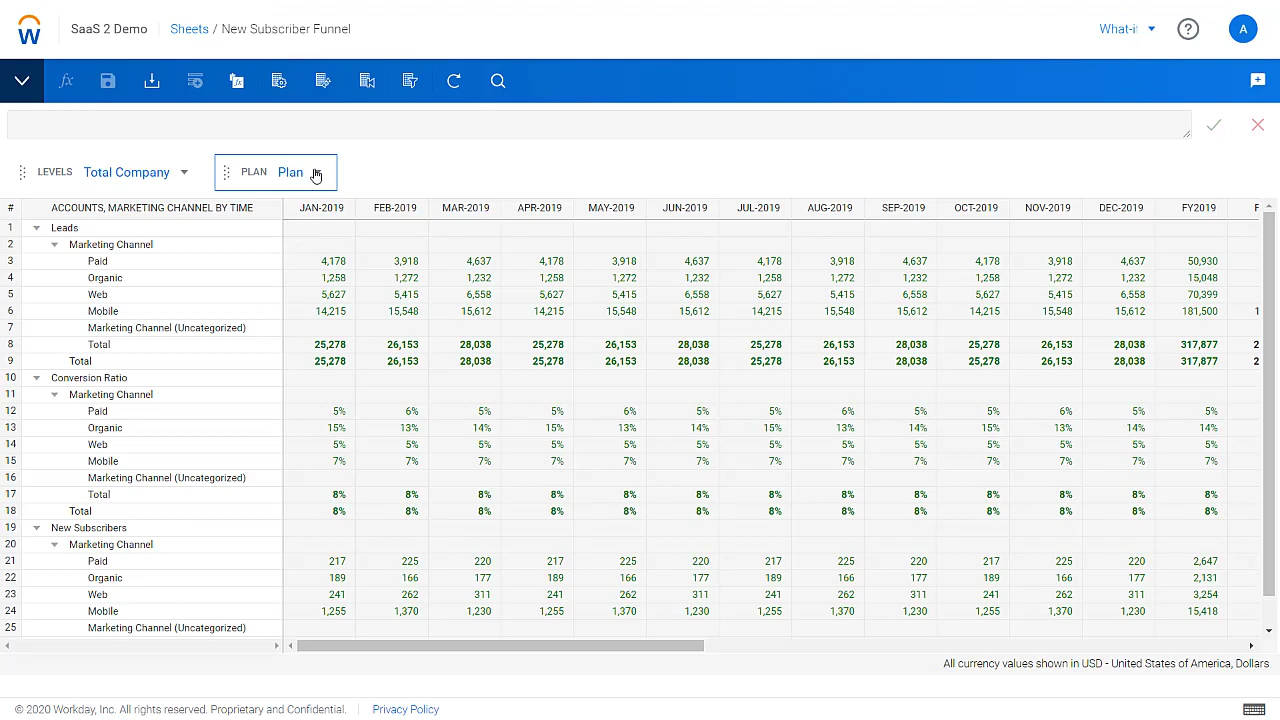 SaaS 2 Demo Sheets / New Subscriber Funnel What-if A
fx
LEVELS Total Company PLAN Plan
# ACCOUNTS, MARKETING CHANNEL BY TIME JAN-2019 FEB-2019 MAR-2019 APR-2019 MAY-2019 JUN-2019 JUL-2019 AUG-2019 SEP-2019 OCT-2019 NOV-2019 DEC-2019 FY2019 F
1 Leads
2 Marketing Channel
3 Paid 4,178 3,918 4,637 4,178 3,918 4,637 4,178 3,918 4,637 4,178 3,918 4,637 50,930
4 Organic 1,258 1,272 1,232 1,258 1,272 1,232 1,258 1,272 1,232 1,258 1,272 1,232 15,048
5 Web 5,627 5,415 6,558 5,627 5,415 6,558 5,627 5,415 6,558 5,627 5,415 6,558 70,399
6 Mobile 14,215 15,548 15,612 14,215 15,548 15,612 14,215 15,548 15,612 14,215 15,548 15,612 181,500 1
7 Marketing Channel (Uncategorized)
8 Total 25,278 26,153 28,038 25,278 26,153 28,038 25,278 26,153 28,038 25,278 26,153 28,038 317,877 2
9 Total 25,278 26,153 28,038 25,278 26,153 28,038 25,278 26,153 28,038 25,278 26,153 28,038 317,877 2
10 Conversion Ratio
11 Marketing Channel
12 Paid 5% 6% 5% 5% 6% 5% 5% 6% 5% 5% 6% 5% 5%
13 Organic 15% 13% 14% 15% 13% 14% 15% 13% 14% 15% 13% 14% 14%
14 Web 5% 5% 5% 5% 5% 5% 5% 5% 5% 5% 5% 5% 5%
15 Mobile 7% 7% 7% 7% 7% 7% 7% 7% 7% 7% 7% 7% 7%
16 Marketing Channel (Uncategorized)
17 Total 8% 8% 8% 8% 8% 8% 8% 8% 8% 8% 8% 8% 8%
18 Total 8% 8% 8% 8% 8% 8% 8% 8% 8% 8% 8% 8% 8%
19 New Subscribers
20 Marketing Channel
21 Paid 217 225 220 217 225 220 217 225 220 217 225 220 2,647
22 Organic 189 166 177 189 166 177 189 166 177 189 166 177 2,131
23 Web 241 262 311 241 262 311 241 262 311 241 262 311 3,254
24 Mobile 1,255 1,370 1,230 1,255 1,370 1,230 1,255 1,370 1,230 1,255 1,370 1,230 15,418
25 Marketing Channel (Uncategorized)
All currency values shown in USD - United States of America, Dollars
© 2020 Workday, Inc. All rights reserved. Proprietary and Confidential. Privacy Policy